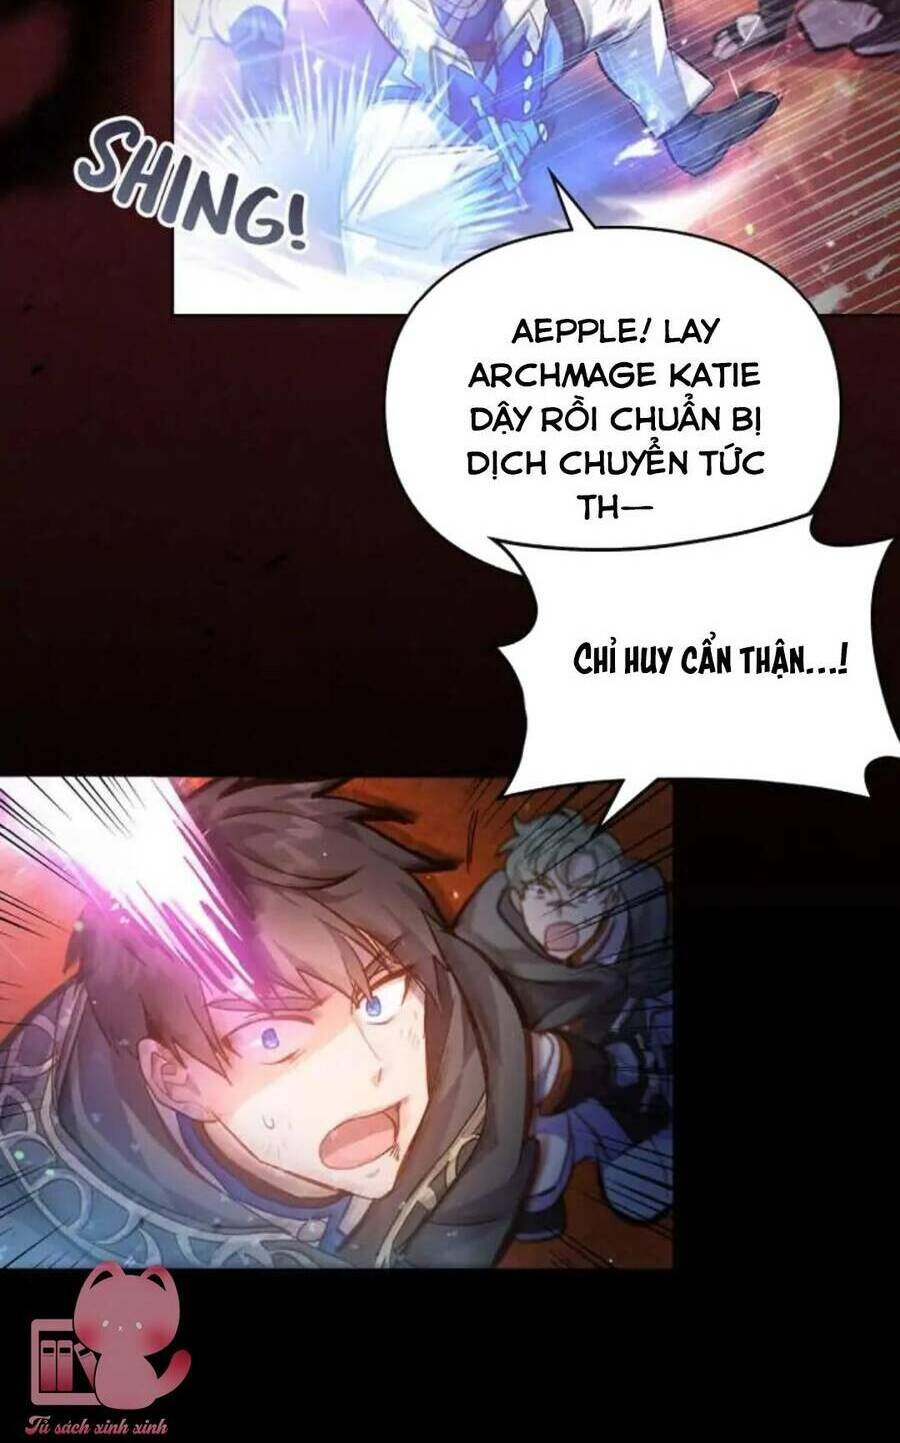 SHING!
AEPPLE! LAY
ARCHMAGE KATIE
DẬY RỒI CHUẨN BỊ
DỊCH CHUYỂN TỨC
TH—
CHỈ HUY CẨN THẬN...!
Tủ sách xinh xinh